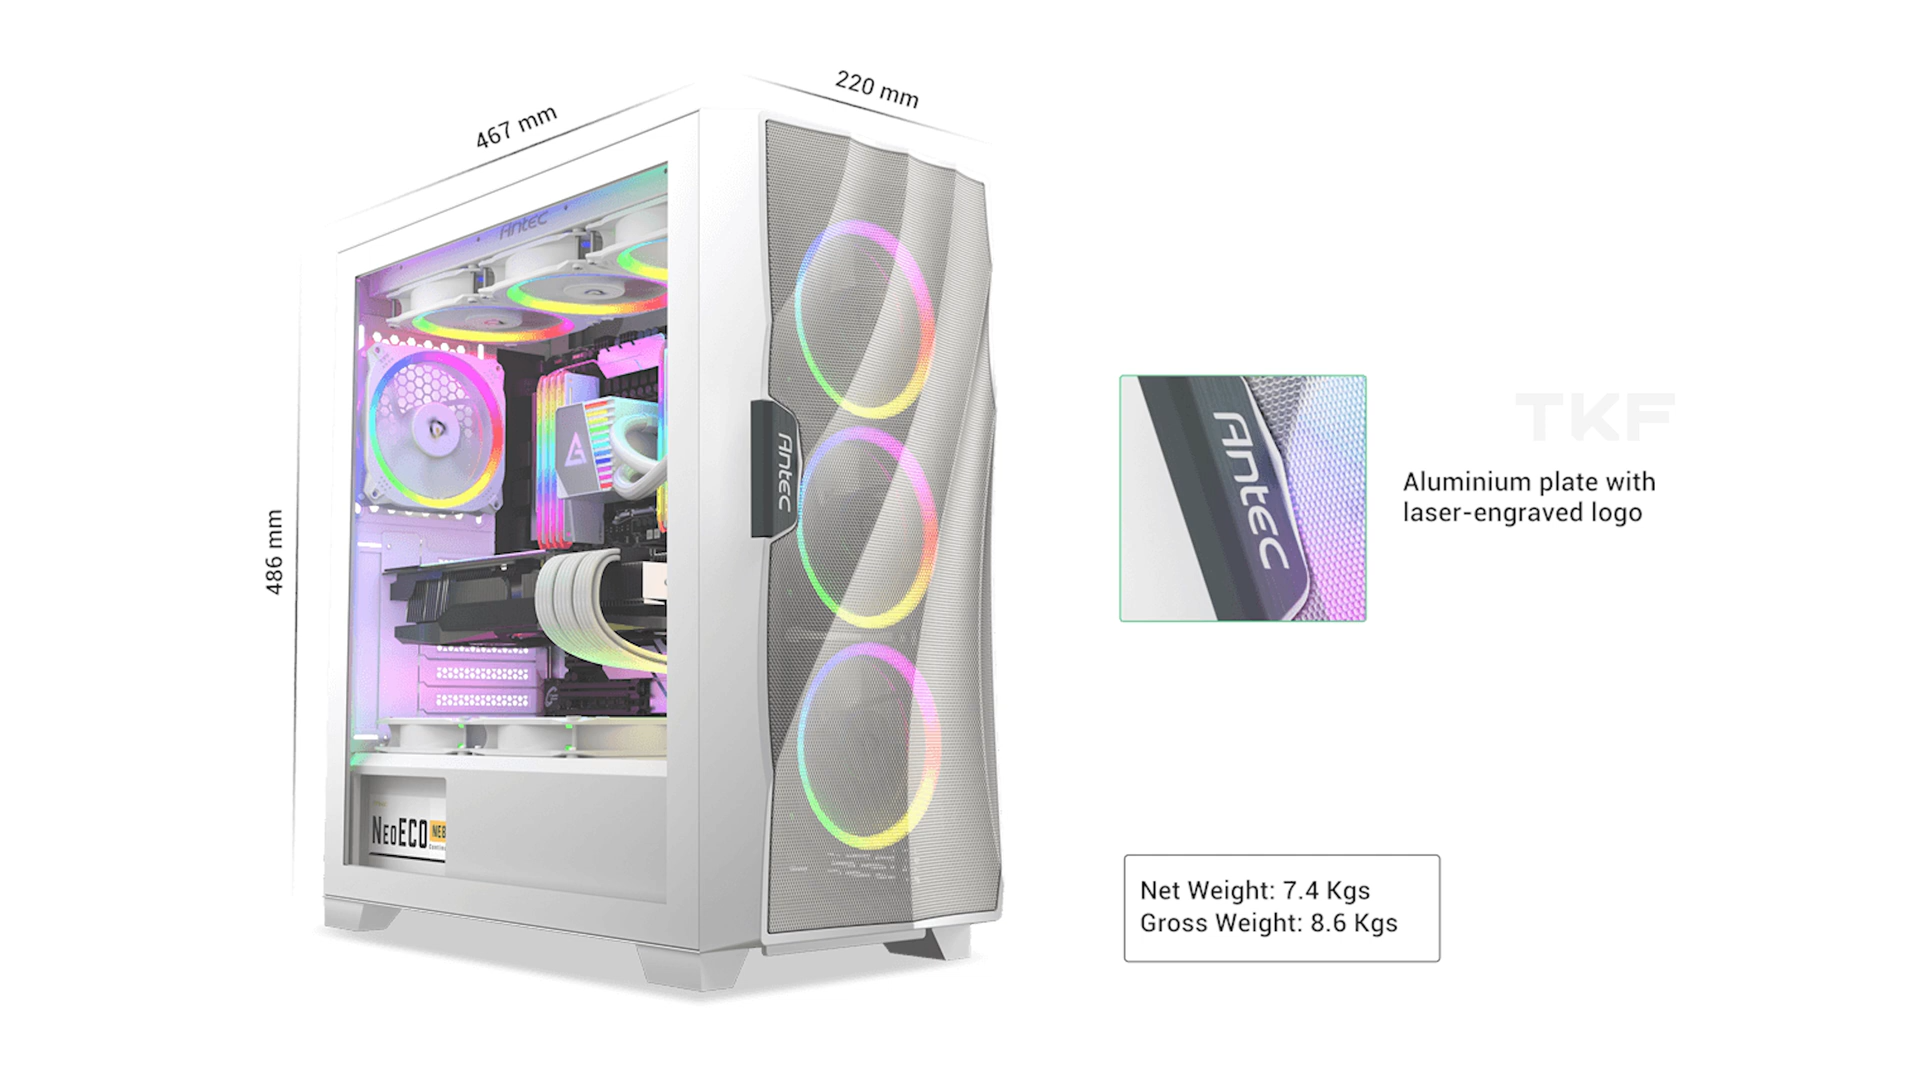 220 mm
467 mm
Antec
Antec
Antec
TKF
Aluminium plate with
laser-engraved logo
486 mm
NEOECO
Net Weight: 7.4 Kgs
Gross Weight: 8.6 Kgs